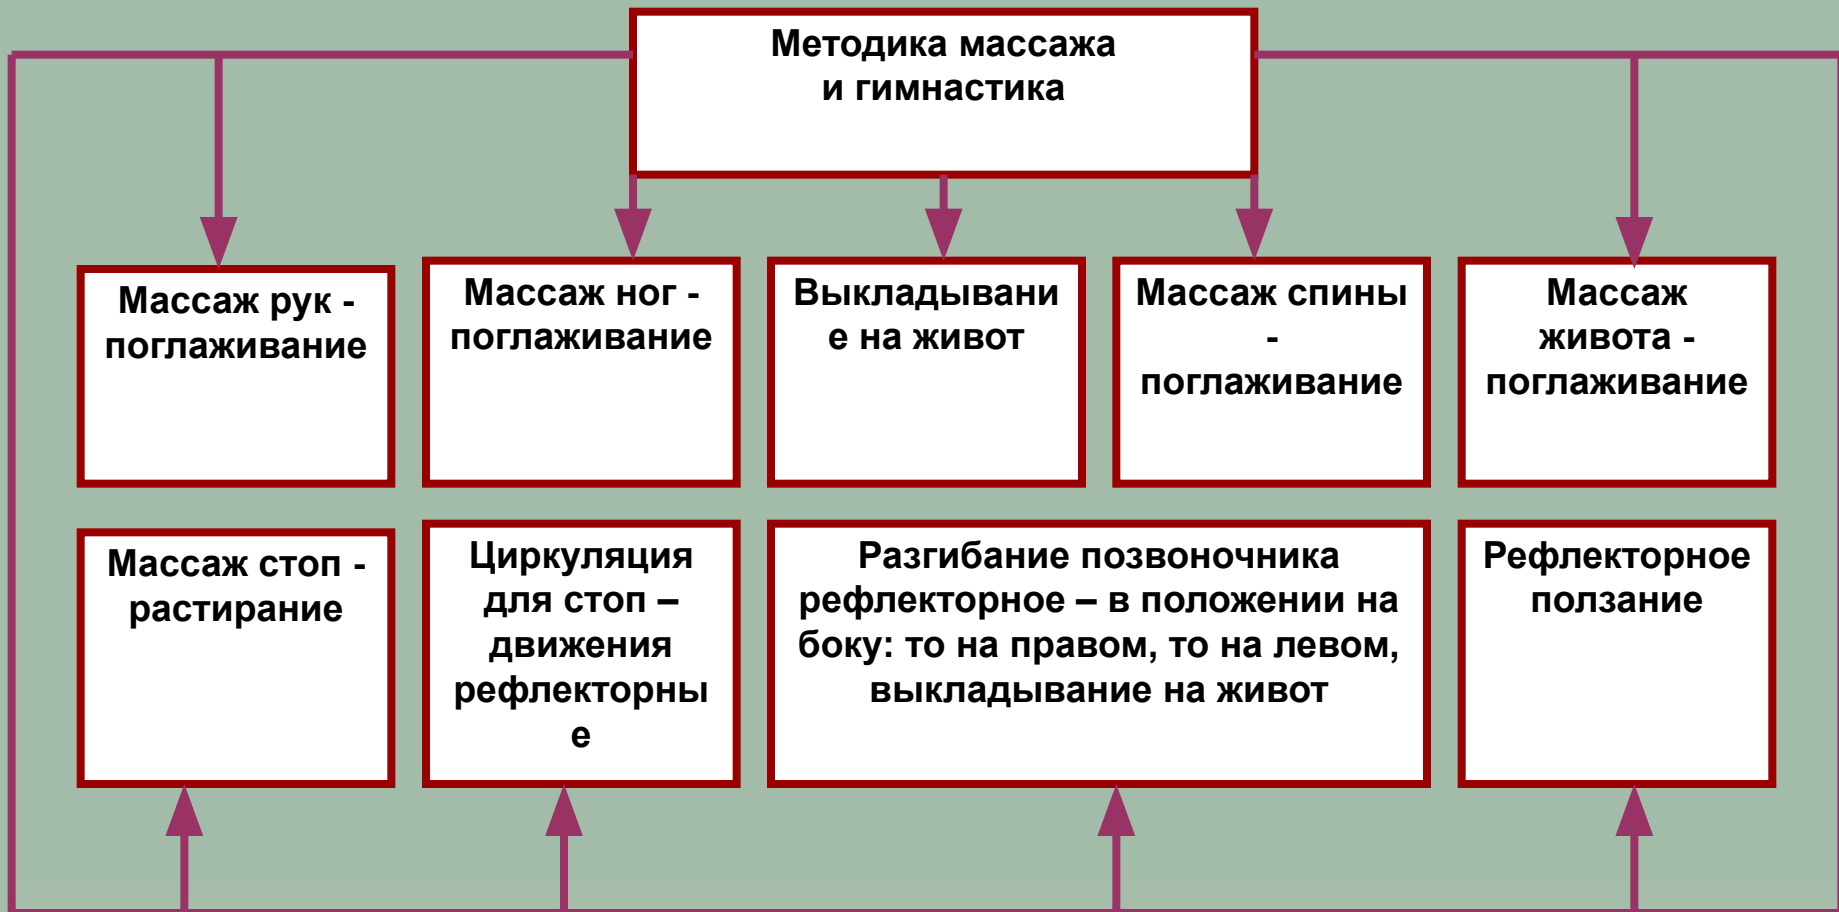 Методика массажа
и гимнастика
Массаж рук -
поглаживание
Массаж ног -
поглаживание
Выкладывани
е на живот
Массаж спины
-
поглаживание
Массаж
живота -
поглаживание
Массаж стоп -
растирание
Циркуляция
для стоп –
движения
рефлекторны
е
Разгибание позвоночника
рефлекторное – в положении на
боку: то на правом, то на левом,
выкладывание на живот
Рефлекторное
ползание